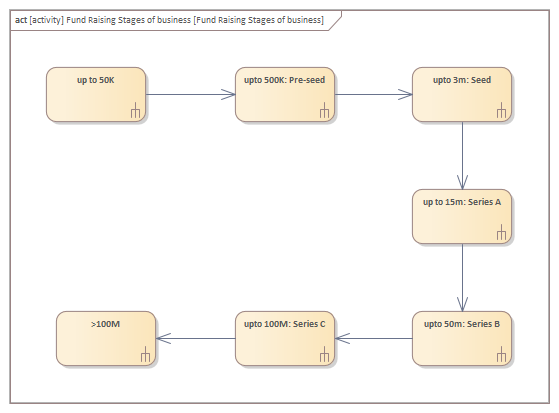 act [activity] Fund Raising Stages of business [Fund Raising Stages of business]
up to 50K
upto 500K: Pre-seed
upto 3m: Seed
up to 15m: Series A
upto 50m: Series B
upto 100M: Series C
>100M